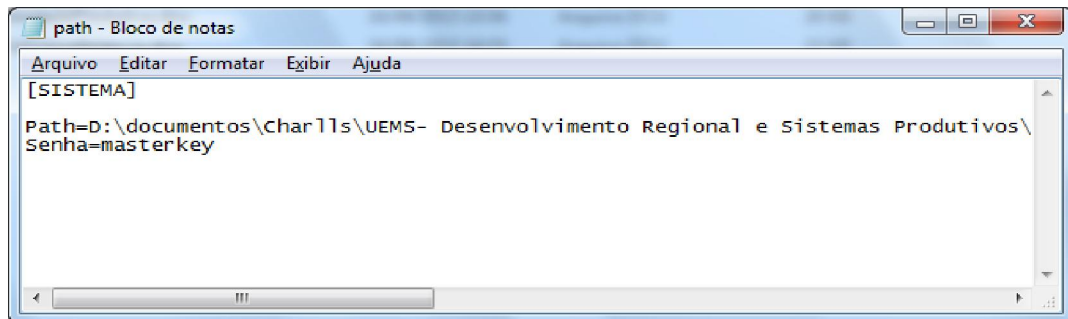 path - Bloco de notas
Arquivo Editar Formatar Exibir Ajuda
[SISTEMA]
Path=D:\documentos\Charlls\UEMS- Desenvolvimento Regional e Sistemas Produtivos\
Senha=masterkey